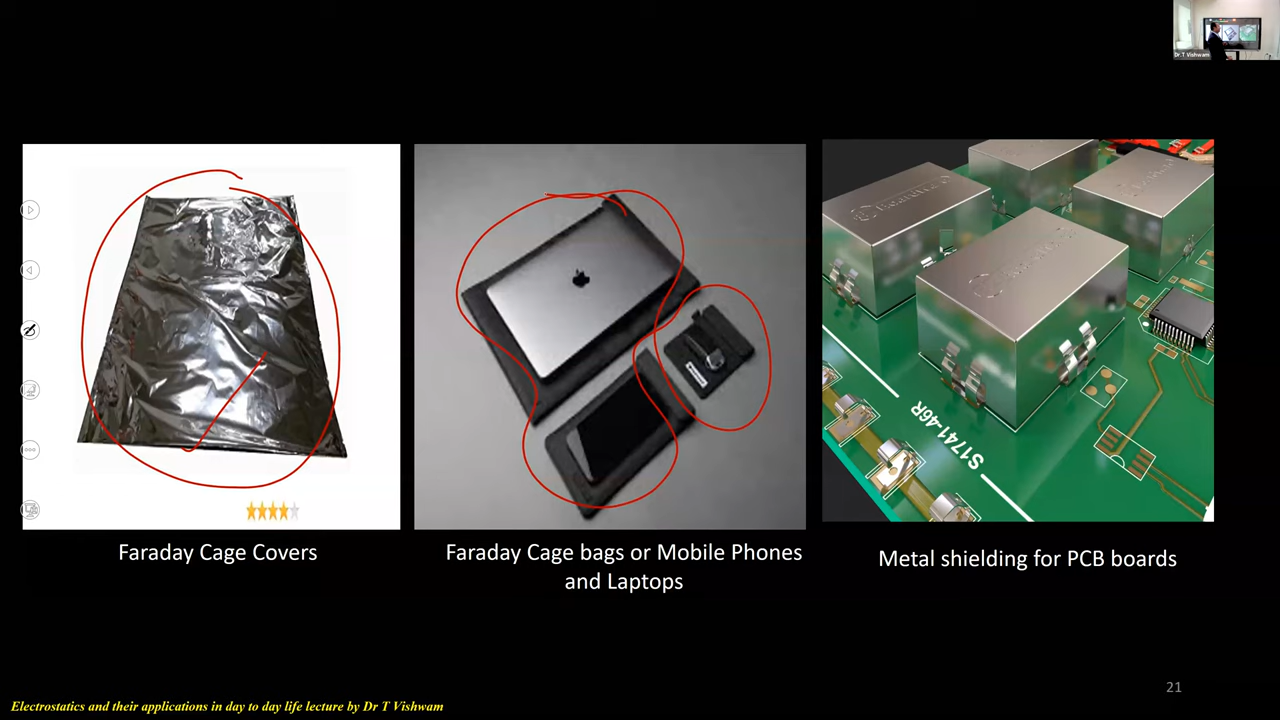 Dr.T Vishwam
S1741-46R
Faraday Cage Covers
Faraday Cage bags or Mobile Phones
and Laptops
Metal shielding for PCB boards
21
Electrostatics and their applications in day to day life lecture by Dr T Vishwam